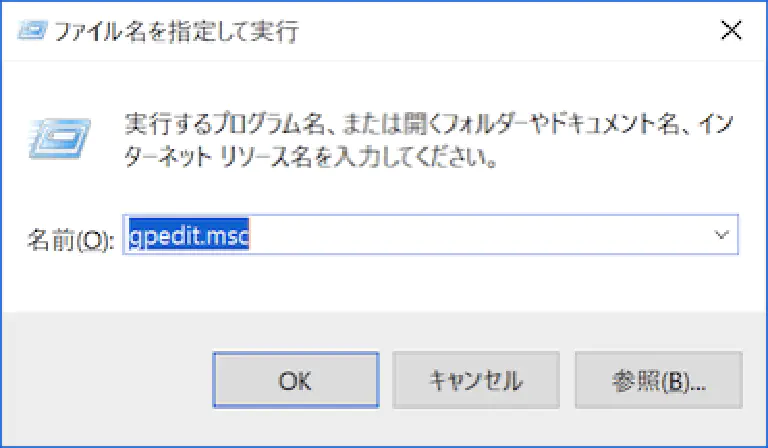 ファイル名を指定して実行
実行するプログラム名、または開くフォルダーやドキュメント名、イン
ターネット リソース名を入力してください。
名前(O): gpedit.msc
OK キャンセル 参照(B)...